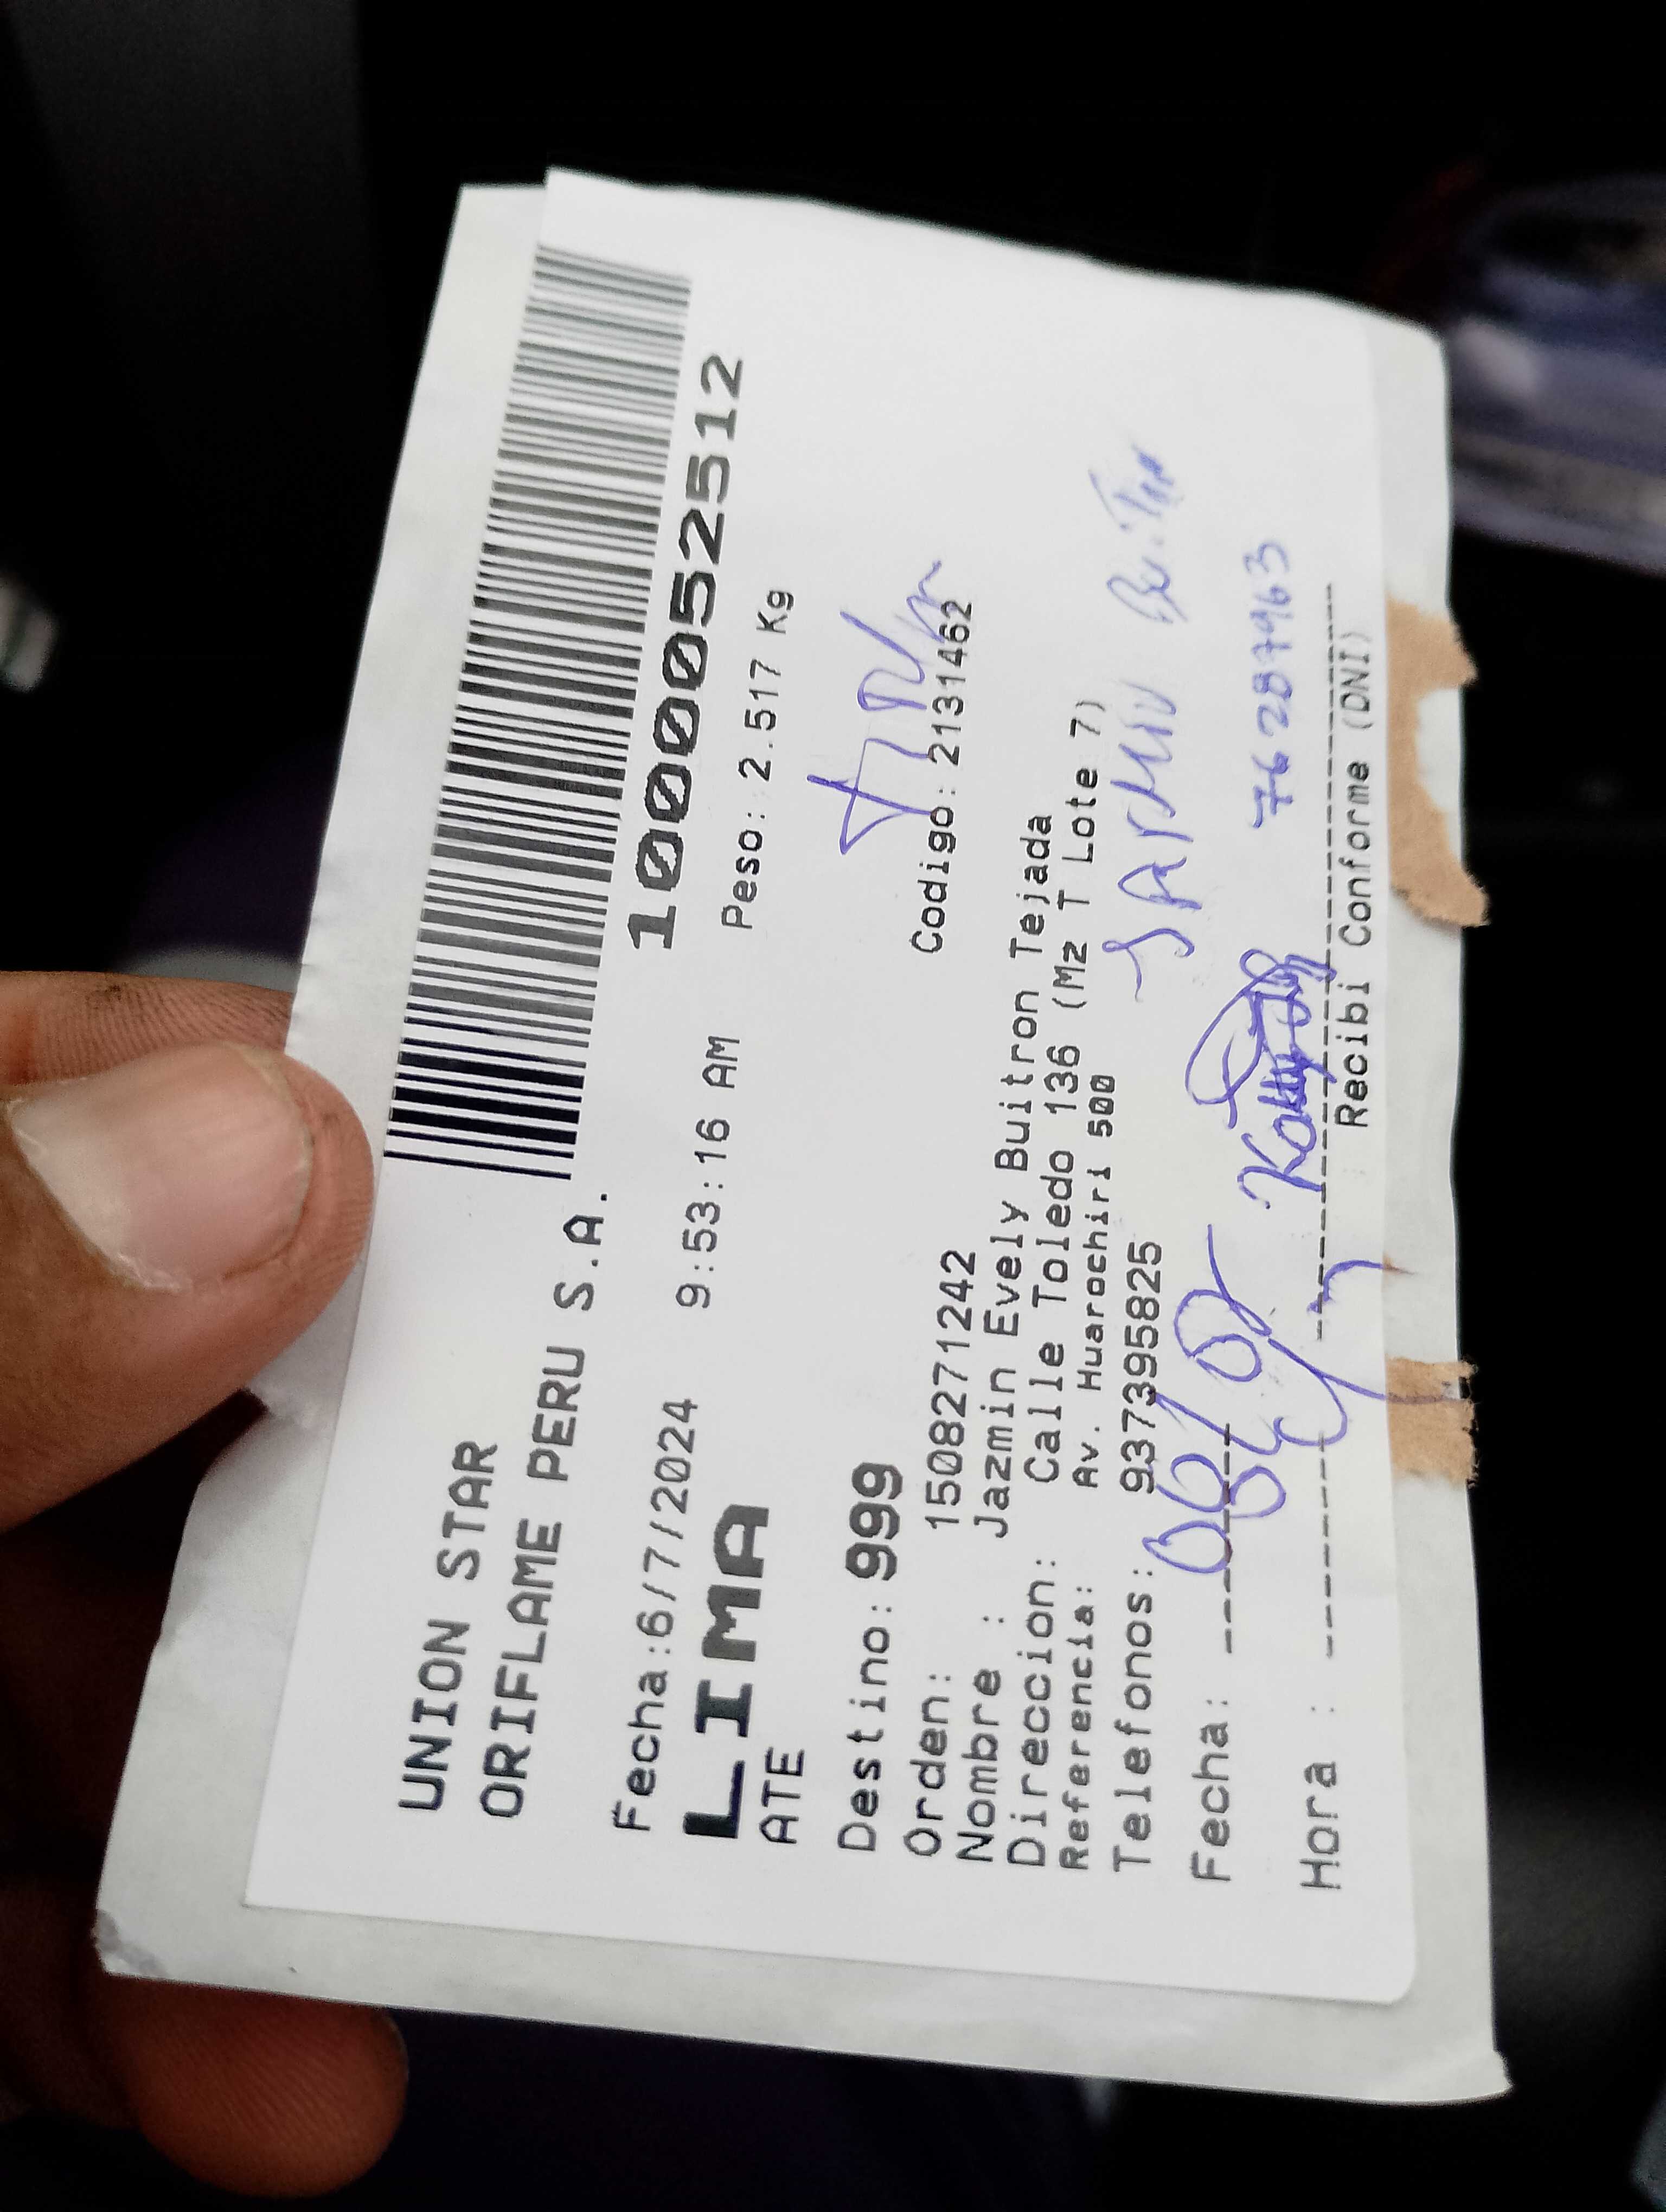 UNION STAR
ORIFLAME PERU S.A.
1000052512
Fecha:6/7/2024 9:53:16 AM Peso: 2.517 Kg
LIMA
ATE
Destino: 999
Orden: 1508271242 Codigo: 2131462
Nombre : Jazmin Evely Buitron Tejada
Direccion: Calle Toledo 136 (Mz T Lote 7)
Referencia: Av. Huarochiri 500
Telefonos: 937395825
Fecha:
76287963
Hora :
Recibi Conforme (DNI)